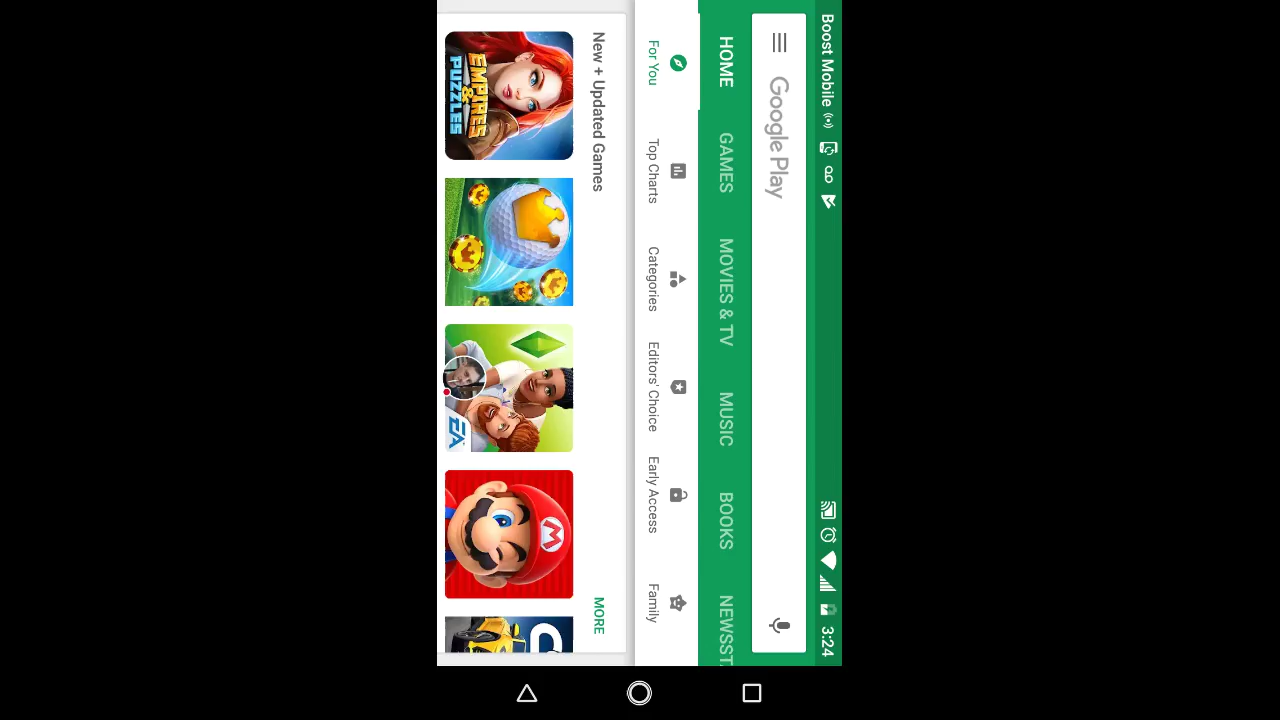 Boost Mobile
3:24
Google Play
HOME GAMES MOVIES & TV MUSIC BOOKS NEWSST
For You Top Charts Categories Editors' Choice Early Access Family
New + Updated Games MORE
EMPIRES
&
PUZZLES
EA
M